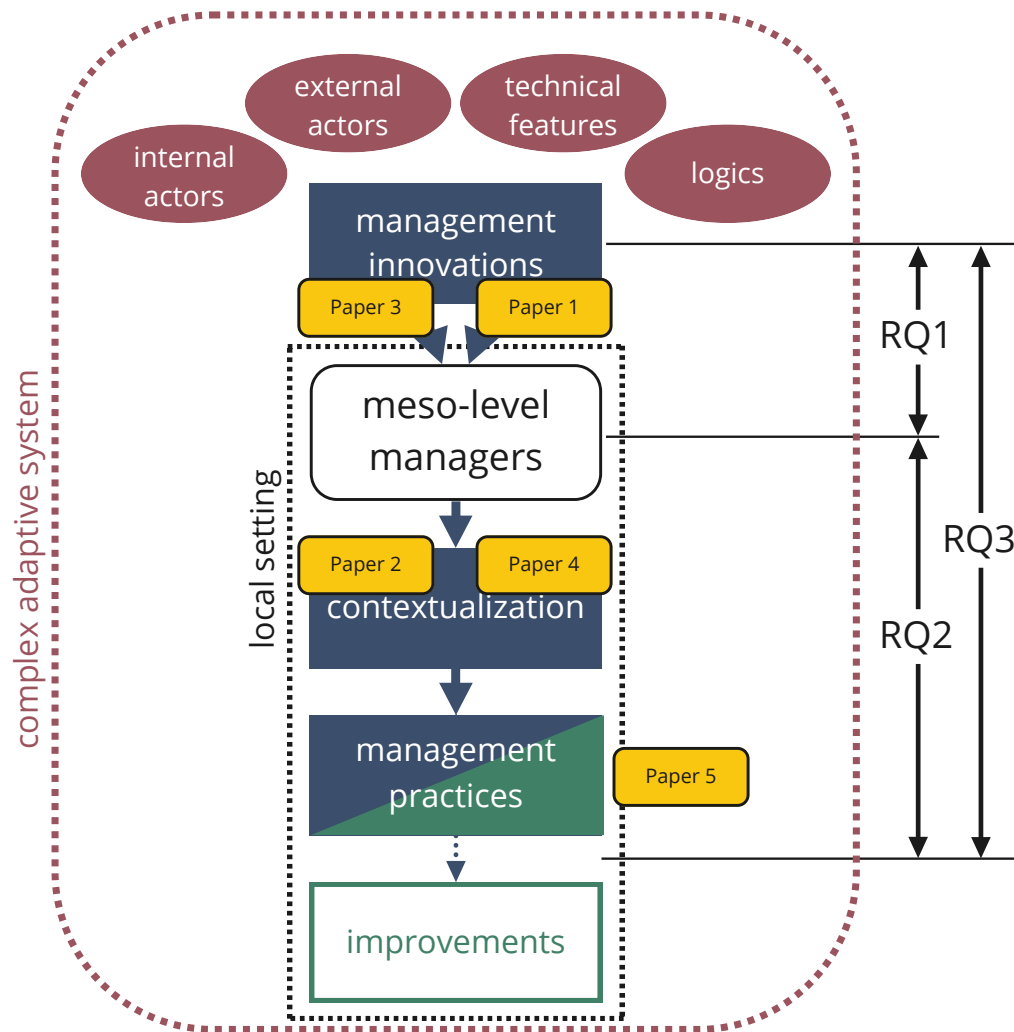 external
actors
technical
features
internal
actors
logics
management
innovations
Paper 3
Paper 1
RQ1
meso-level
managers
complex adaptive system
local setting
RQ3
Paper 2
Paper 4
contextualization
RQ2
management
practices
Paper 5
improvements